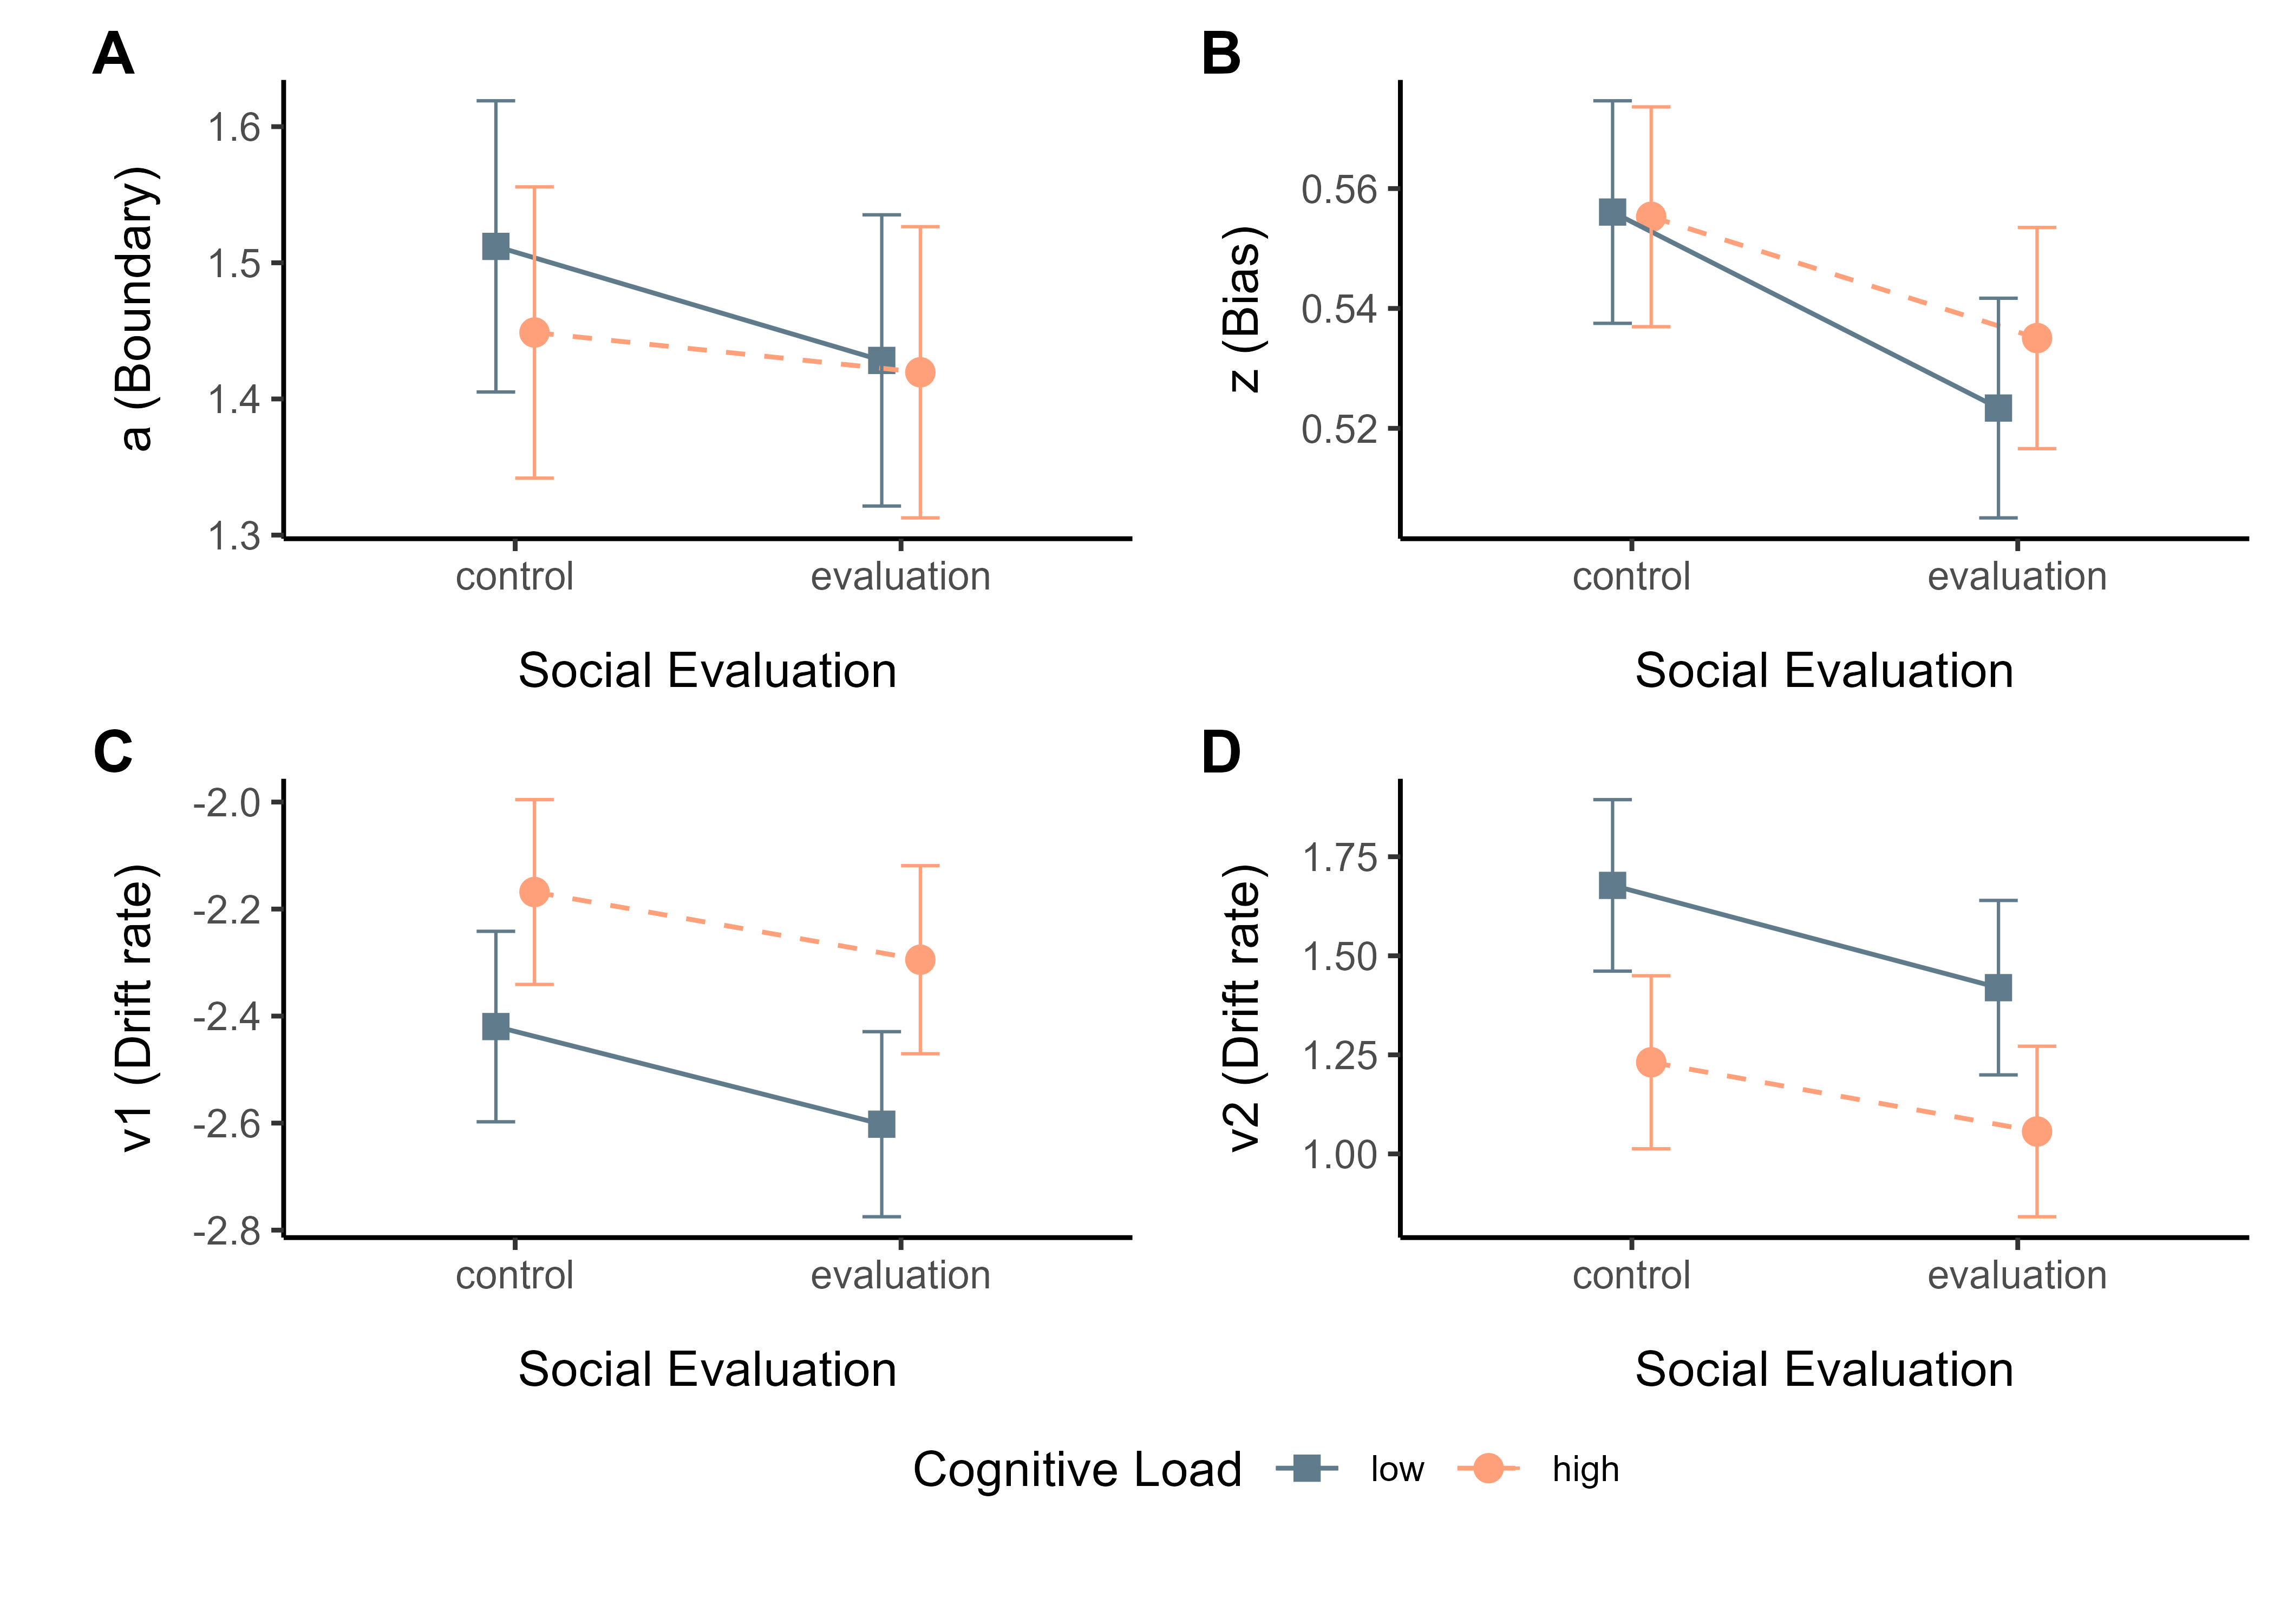 A
a (Boundary)
1.6
1.5
1.4
1.3
control evaluation
Social Evaluation
B
z (Bias)
0.56
0.54
0.52
control evaluation
Social Evaluation
C
v1 (Drift rate)
-2.0
-2.2
-2.4
-2.6
-2.8
control evaluation
Social Evaluation
D
v2 (Drift rate)
1.75
1.50
1.25
1.00
control evaluation
Social Evaluation
Cognitive Load low high